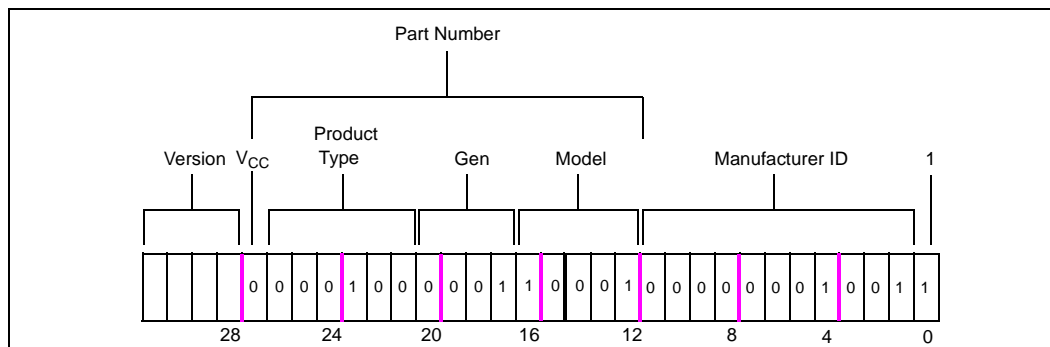 Part Number
Product
Version VCC Type Gen Model Manufacturer ID 1
0 0 0 0 1 0 0 0 0 0 1 1 0 0 0 1 0 0 0 0 0 0 0 1 0 0 1 1
28 24 20 16 12 8 4 0